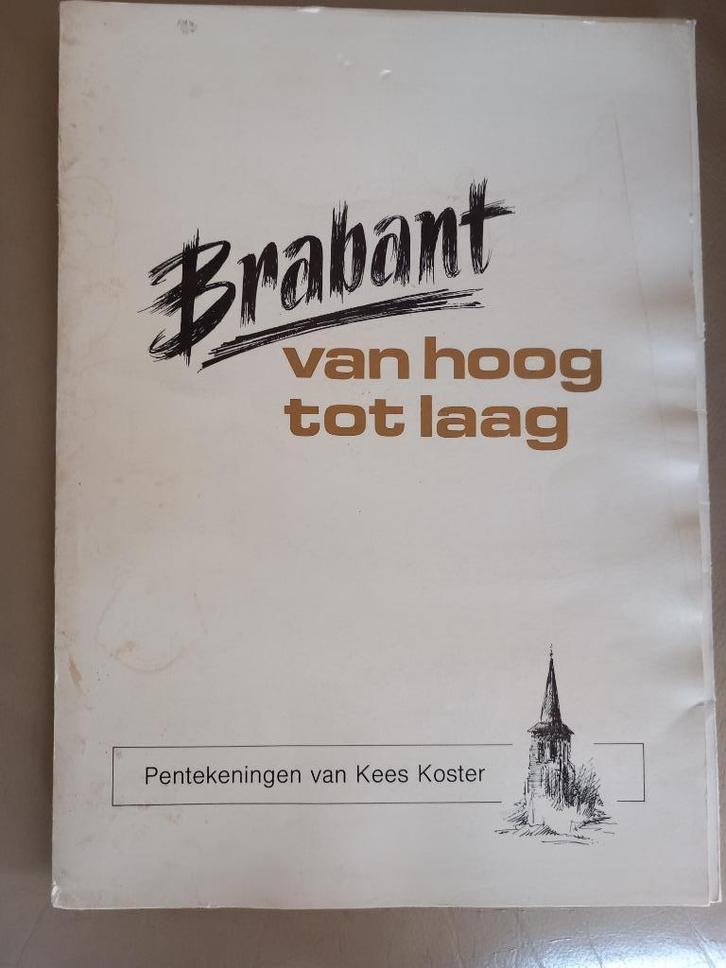 Brabant
van hoog
tot laag
Pentekeningen van Kees Koster